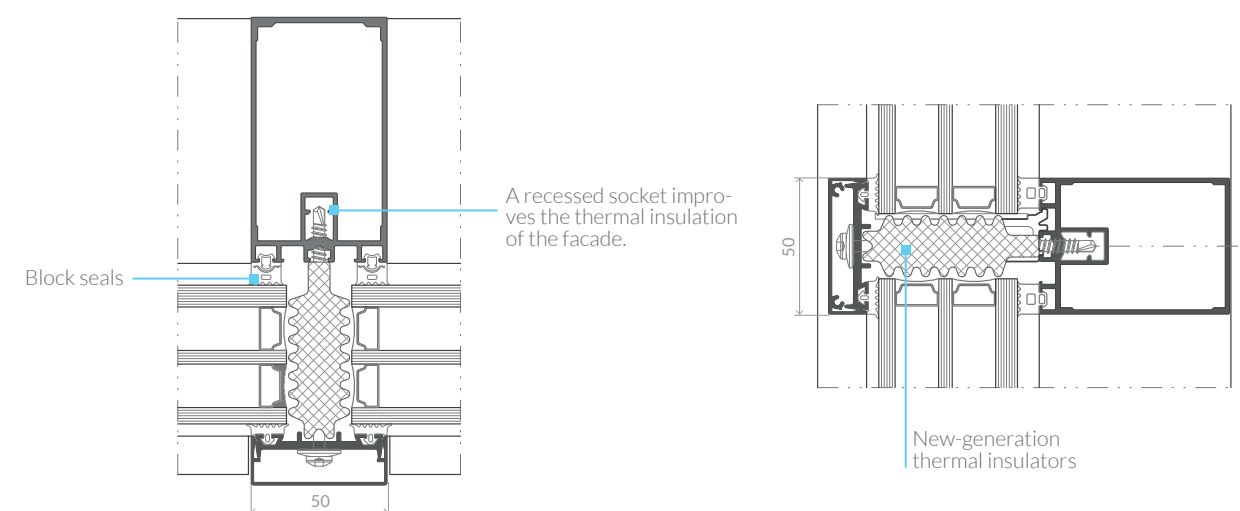 A recessed socket impro-
ves the thermal insulation
of the facade.
Block seals
50
50
New-generation
thermal insulators